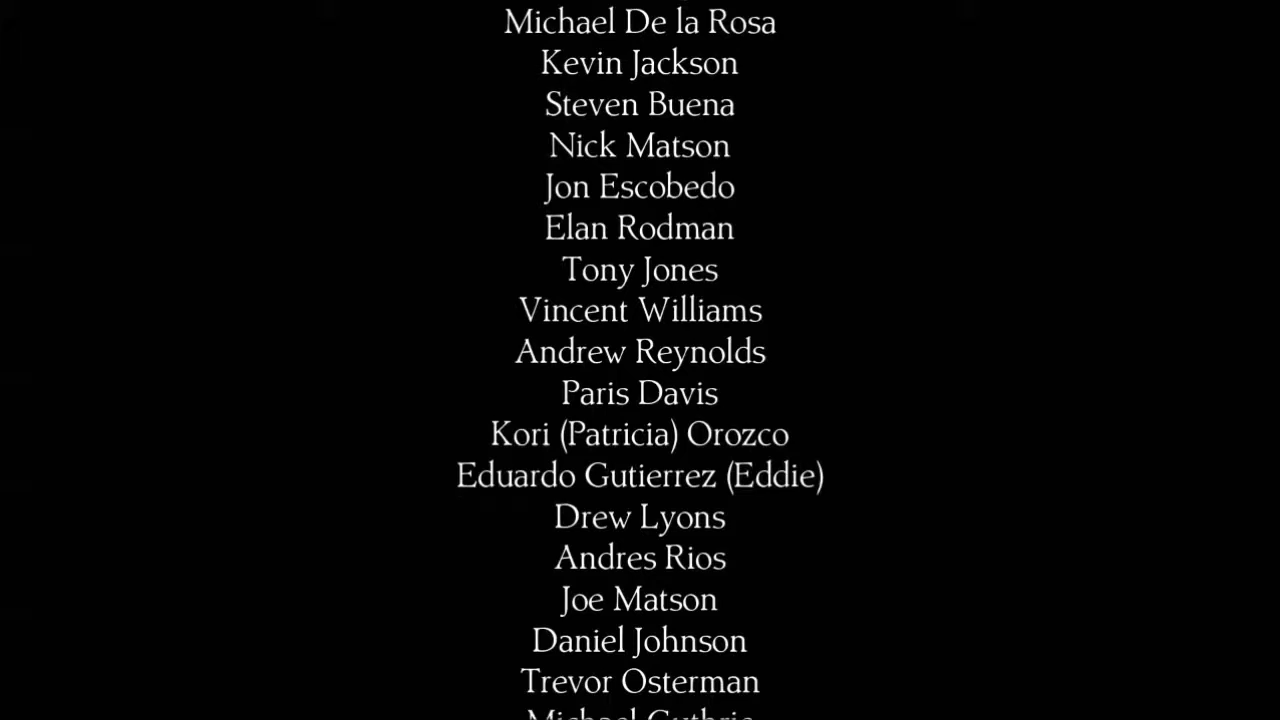 Michael De la Rosa
Kevin Jackson
Steven Buena
Nick Matson
Jon Escobedo
Elan Rodman
Tony Jones
Vincent Williams
Andrew Reynolds
Paris Davis
Kori (Patricia) Orozco
Eduardo Gutierrez (Eddie)
Drew Lyons
Andres Rios
Joe Matson
Daniel Johnson
Trevor Osterman
Michael Guthrie